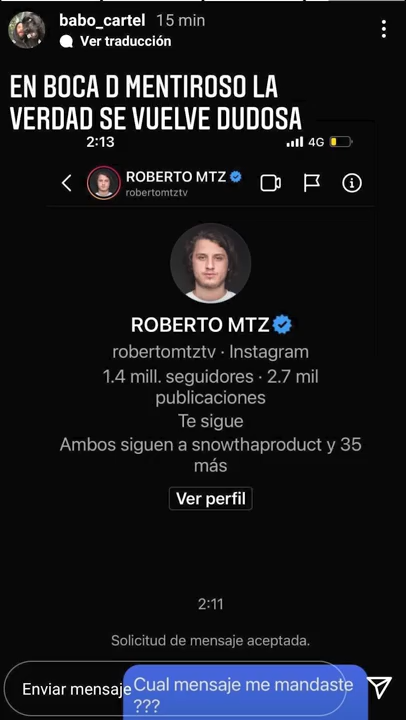 babo_cartel 15 min
Ver traducción
EN BOCA D MENTIROSO LA
VERDAD SE VUELVE DUDOSA
2:13
4G
ROBERTO MTZ
robertomtztv
ROBERTO MTZ
robertomtztv · Instagram
1.4 mill. seguidores · 2.7 mil
publicaciones
Te sigue
Ambos siguen a snowthaproduct y 35
más
Ver perfil
2:11
Solicitud de mensaje aceptada.
Enviar mensaje
Cual mensaje me mandaste
???